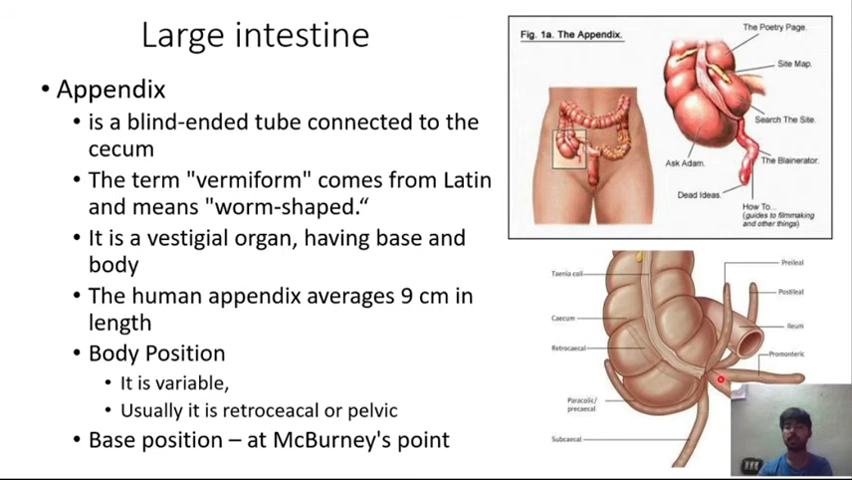 Large intestine
• Appendix
• is a blind-ended tube connected to the
cecum
• The term "vermiform" comes from Latin
and means "worm-shaped.“
• It is a vestigial organ, having base and
body
• The human appendix averages 9 cm in
length
• Body Position
• It is variable,
• Usually it is retroceacal or pelvic
• Base position – at McBurney's point
Fig. 1a. The Appendix.
The Poetry Page.
Site Map.
Search The Site.
Ask Adam.
The Blainerator.
Dead Ideas.
How To...
(guides to filmmaking
and other things)
Taenia coli
Preileal
Postileal
Caecum
Ileum
Retrocaecal
Promonteric
Paracolic/
precaecal
Subcaecal